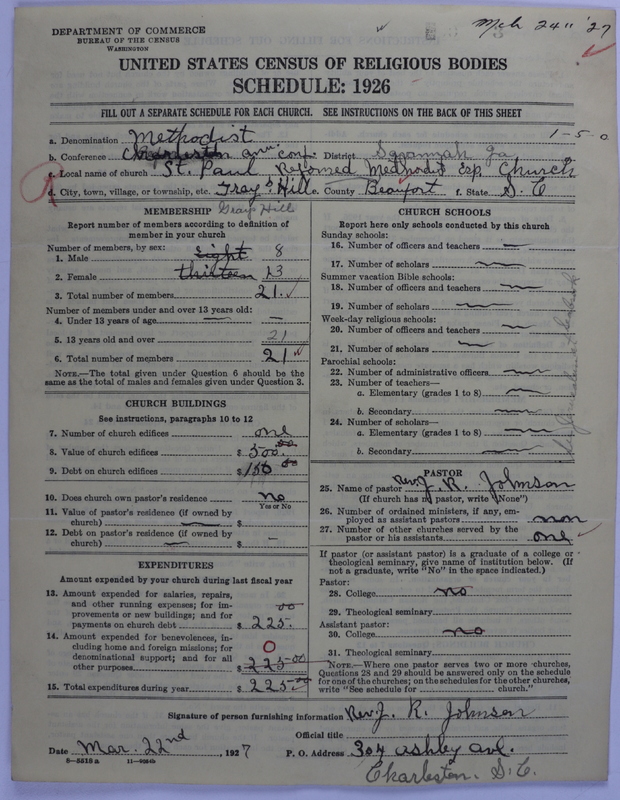 Mch 24" '27
DEPARTMENT OF COMMERCE
BUREAU OF THE CENSUS
WASHINGTON
UNITED STATES CENSUS OF RELIGIOUS BODIES
SCHEDULE: 1926
FILL OUT A SEPARATE SCHEDULE FOR EACH CHURCH. SEE INSTRUCTIONS ON THE BACK OF THIS SHEET
1-5-0
a. Denomination Methodist
b. Conference Charleston ann. conf. District Savannah Ga
c. Local name of church St. Paul Reformed Methodist Esp. Church
d. City, town, village, or township, etc. Gray's Hill e. County Beaufort f. State S. C
Grays Hill
MEMBERSHIP
Report number of members according to definition of
member in your church
Number of members, by sex:
1. Male eight 8
2. Female thirteen 13
3. Total number of members 21.
Number of members under and over 13 years old:
4. Under 13 years of age — —
5. 13 years old and over 21
6. Total number of members 21
NOTE.—The total given under Question 6 should be
same as the total of males and females given under Question 3.
CHURCH BUILDINGS
See instructions, paragraphs 10 to 12
7. Number of church edifices one
8. Value of church edifices $ 500.00
9. Debt on church edifices $ 150 00
10. Does church own pastor's residence no
Yes or No
11. Value of pastor's residence (if owned by
church) — $
12. Debt on pastor's residence (if owned by
church) — $ —
EXPENDITURES
Amount expended by your church during last fiscal year
13. Amount expended for salaries, repairs,
and other running expenses; for im-
provements or new buildings; and for
payments on church debt $ 225.00
14. Amount expended for benevolences, in-
cluding home and foreign missions; for
denominational support; and for all
other purposes $ 225.00 0
15. Total expenditures during year $ 225.00
CHURCH SCHOOLS
Report here only schools conducted by this church
Sunday schools:
16. Number of officers and teachers —
17. Number of scholars —
Summer vacation Bible schools:
18. Number of officers and teachers —
19. Number of scholars —
Week-day religious schools:
20. Number of officers and teachers —
21. Number of scholars —
Parochial schools:
22. Number of administrative officers —
23. Number of teachers—
a. Elementary (grades 1 to 8) —
b. Secondary —
24. Number of scholars—
a. Elementary (grades 1 to 8) —
b. Secondary —
PASTOR
25. Name of pastor Rev. J. R. Johnson
(If church has no pastor, write "None")
26. Number of ordained ministers, if any, em-
ployed as assistant pastors non
27. Number of other churches served by the
pastor or his assistants one
If pastor (or assistant pastor) is a graduate of a college or
theological seminary, give name of institution below. (If
not a graduate, write "No" in the space indicated.)
Pastor:
28. College no
29. Theological seminary
Assistant pastor:
30. College no
31. Theological seminary
NOTE.—Where one pastor serves two or more churches,
Questions 28 and 29 should be answered only on the schedule
for one of the churches; on the schedules for the other churches,
write "See schedule for church."
Signature of person furnishing information Rev. J. R. Johnson
Official title
Date Mar. 22nd, 1927 P. O. Address 304 Ashley ave.
8-5518 a 11-9224b
Charleston, S. C.